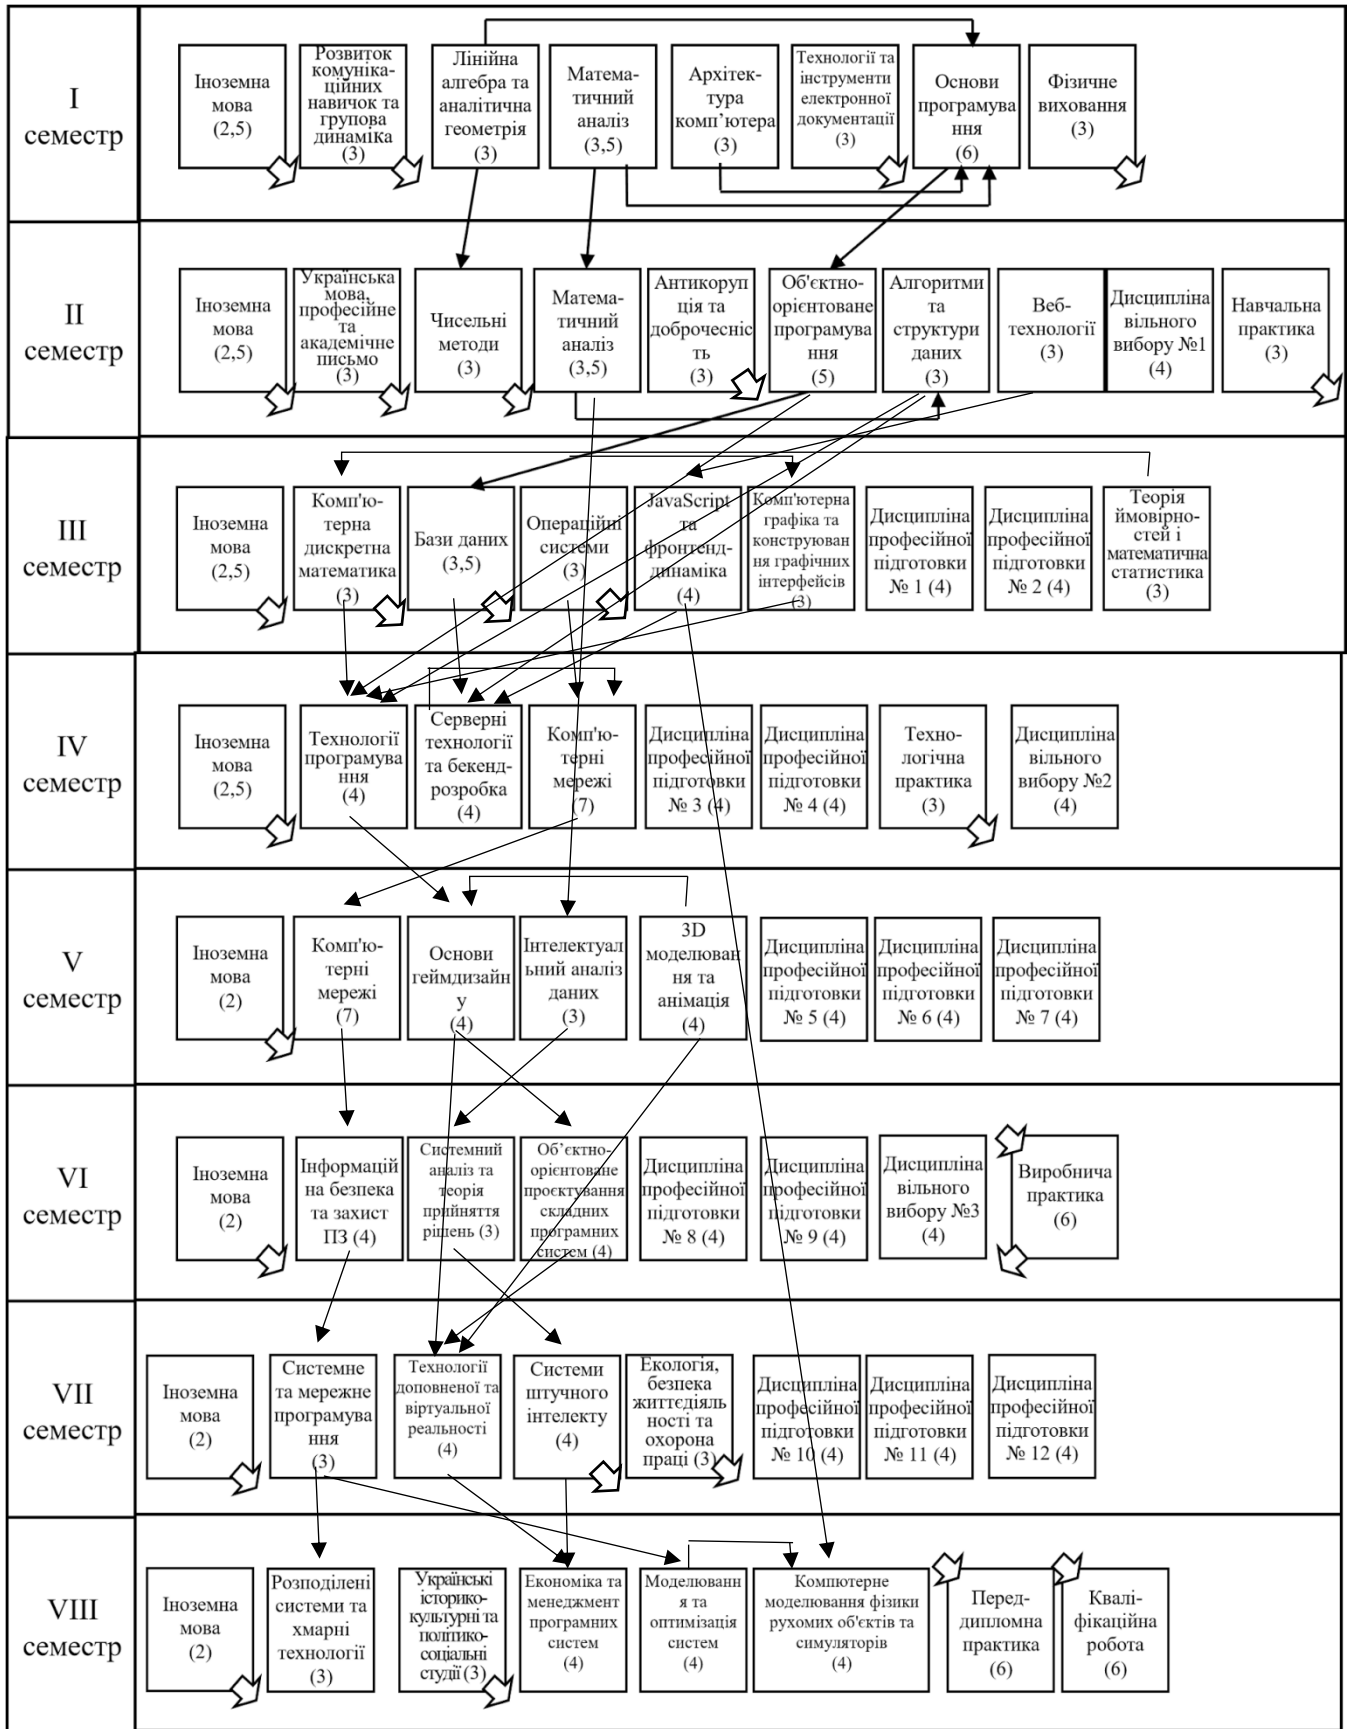 I
семестр
Іноземна
мова
(2,5)
Розвиток
комуніка-
ційних
навичок та
групова
динаміка
(3)
Лінійна
алгебра та
аналітична
геометрія
(3)
Матема-
тичний
аналіз
(3,5)
Архітек-
тура
комп’ютера
(3)
Технології та
інструменти
електронної
документації
(3)
Основи
програмува
ння
(6)
Фізичне
виховання
(3)
II
семестр
Іноземна
мова
(2,5)
Українська
мова,
професійне
та
академічне
письмо
(3)
Чисельні
методи
(3)
Матема-
тичний
аналіз
(3,5)
Антикоруп
ція та
доброчесніс
ть
(3)
Об'єктно-
орієнтоване
програмува
ння
(5)
Алгоритми
та
структури
даних
(3)
Веб-
технології
(3)
Дисципліна
вільного
вибору №1
(4)
Навчальна
практика
(3)
III
семестр
Іноземна
мова
(2,5)
Комп'ю-
терна
дискретна
математика
(3)
Бази даних
(3,5)
Операційні
системи
(3)
JavaScript
та
фронтенд-
динаміка
(4)
Комп'ютерна
графіка та
конструюван
ня графічних
інтерфейсів
(3)
Дисципліна
професійної
підготовки
№ 1 (4)
Дисципліна
професійної
підготовки
№ 2 (4)
Теорія
ймовірно-
стей і
математична
статистика
(3)
IV
семестр
Іноземна
мова
(2,5)
Технології
програмува
ння
(4)
Серверні
технології
та бекенд-
розробка
(4)
Комп'ю-
терні
мережі
(7)
Дисципліна
професійної
підготовки
№ 3 (4)
Дисципліна
професійної
підготовки
№ 4 (4)
Техно-
логічна
практика
(3)
Дисципліна
вільного
вибору №2
(4)
V
семестр
Іноземна
мова
(2)
Комп'ю-
терні
мережі
(7)
Основи
геймдизайн
у
(4)
Інтелектуа
льний аналіз
даних
(3)
3D
моделюван
ня та
анімація
(4)
Дисципліна
професійної
підготовки
№ 5 (4)
Дисципліна
професійної
підготовки
№ 6 (4)
Дисципліна
професійної
підготовки
№ 7 (4)
VI
семестр
Іноземна
мова
(2)
Інформацій
на безпека
та захист
ПЗ (4)
Системний
аналіз та
теорія
прийняття
рішень (3)
Об’єктно-
орієнтоване
проєктування
складних
програмних
систем (4)
Дисципліна
професійної
підготовки
№ 8 (4)
Дисципліна
професійної
підготовки
№ 9 (4)
Дисципліна
вільного
вибору №3
(4)
Виробнича
практика
(6)
VII
семестр
Іноземна
мова
(2)
Системне
та мережне
програмува
ння
(3)
Технології
доповненої та
віртуальної
реальності
(4)
Системи
штучного
інтелекту
(4)
Екологія,
безпека
життєдіяль
ності та
охорона
праці (3)
Дисципліна
професійної
підготовки
№ 10 (4)
Дисципліна
професійної
підготовки
№ 11 (4)
Дисципліна
професійної
підготовки
№ 12 (4)
VIII
семестр
Іноземна
мова
(2)
Розподілені
системи та
хмарні
технології
(3)
Українські
історико-
культурні та
політико-
соціальні
студії (3)
Економіка та
менеджмент
програмних
систем
(4)
Моделюванн
я та
оптимізація
систем
(4)
Компютерне
моделювання фізики
рухомих об'єктів та
симуляторів
(4)
Перед-
дипломна
практика
(6)
Квалі-
фікаційна
робота
(6)